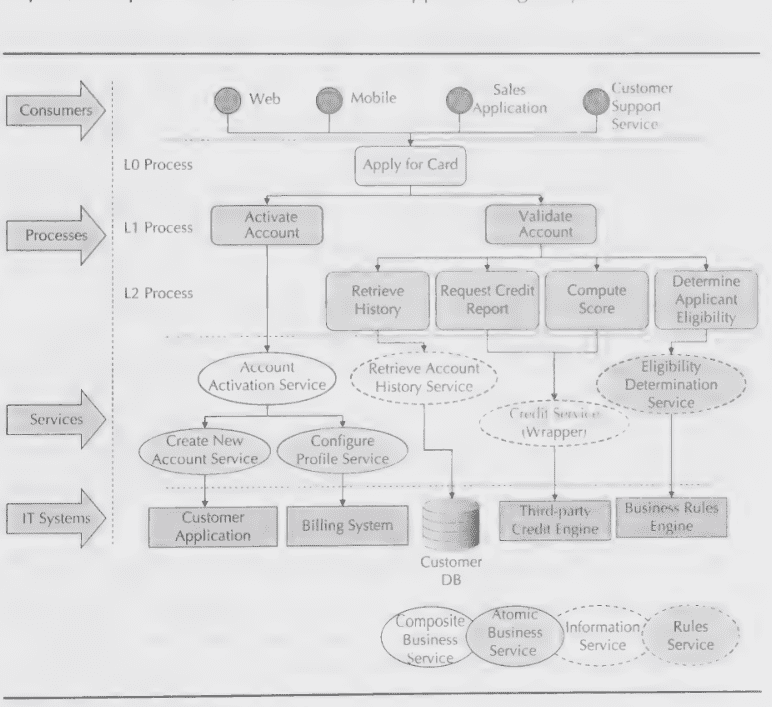 Consumers
Web
Mobile
Sales
Application
Customer
Support
Service
L0 Process
Apply for Card
Processes
L1 Process
Activate
Account
Validate
Account
L2 Process
Retrieve
History
Request Credit
Report
Compute
Score
Determine
Applicant
Eligibility
Services
Account
Activation Service
Retrieve Account
History Service
Eligibility
Determination
Service
Credit Service
(Wrapper)
Create New
Account Service
Configure
Profile Service
IT Systems
Customer
Application
Billing System
Customer
DB
Third-party
Credit Engine
Business Rules
Engine
Composite
Business
Service
Atomic
Business
Service
Information
Service
Rules
Service